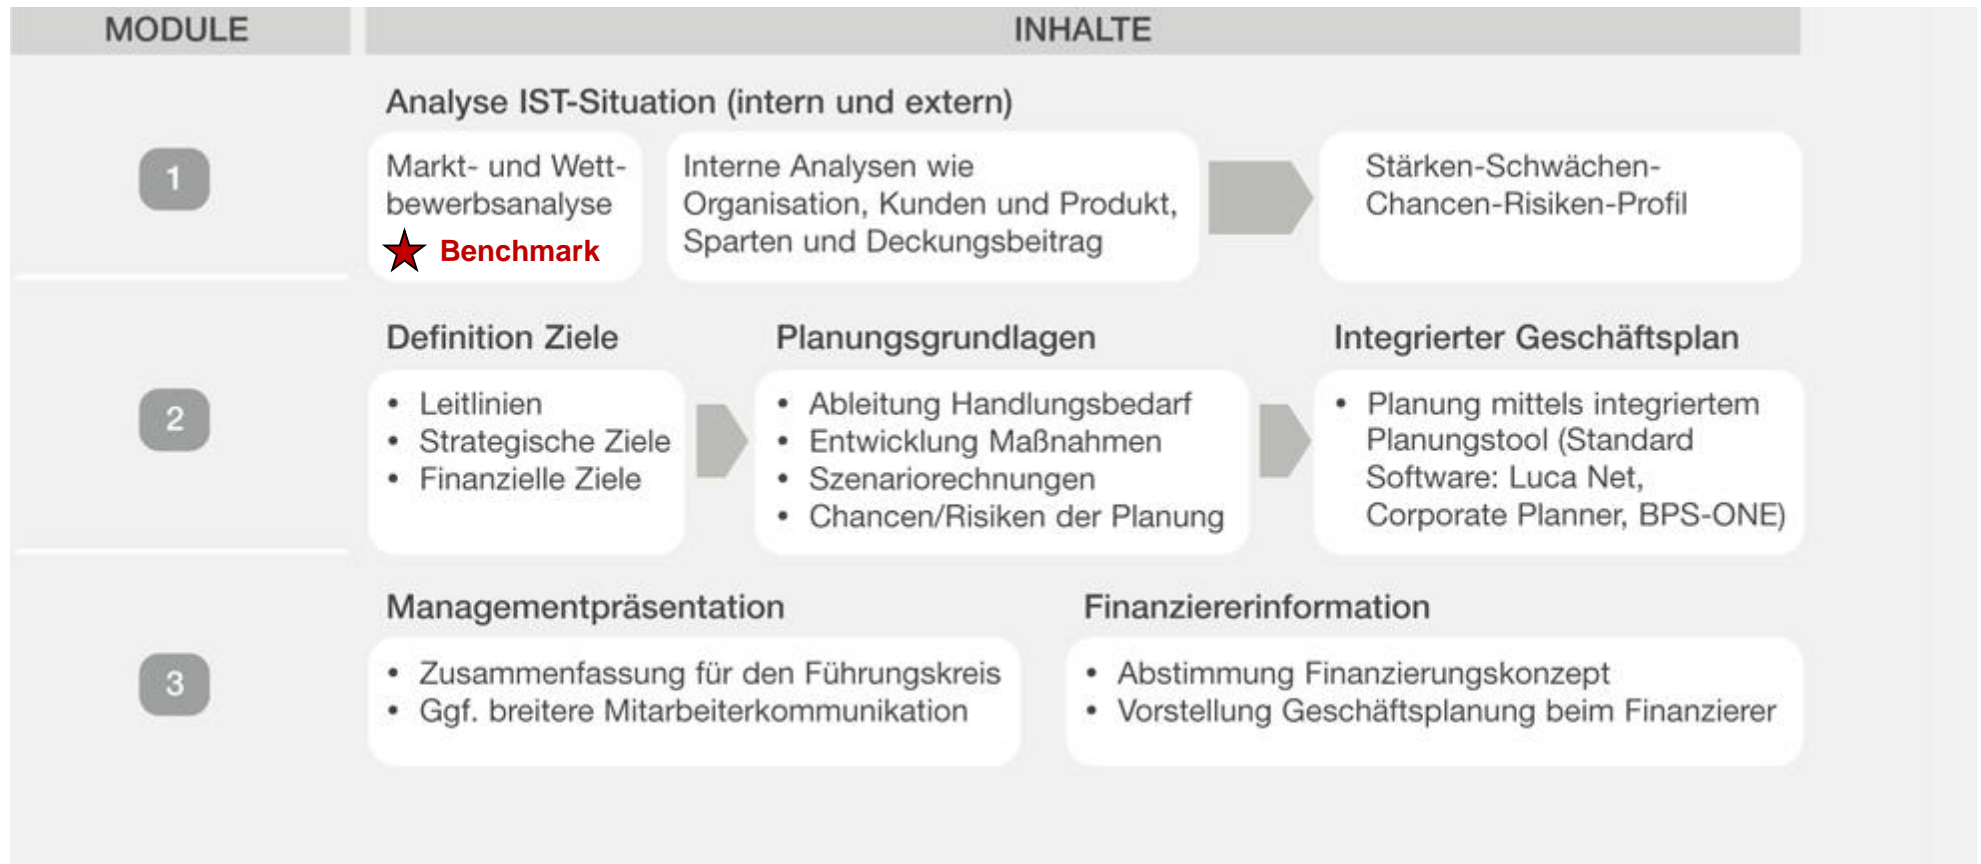 MODULE
INHALTE
Analyse IST-Situation (intern und extern)
1
Markt- und Wett-
bewerbsanalyse
Benchmark
Interne Analysen wie
Organisation, Kunden und Produkt,
Sparten und Deckungsbeitrag
Stärken-Schwächen-
Chancen-Risiken-Profil
2
Definition Ziele
• Leitlinien
• Strategische Ziele
• Finanzielle Ziele
Planungsgrundlagen
• Ableitung Handlungsbedarf
• Entwicklung Maßnahmen
• Szenariorechnungen
• Chancen/Risiken der Planung
Integrierter Geschäftsplan
• Planung mittels integriertem
Planungstool (Standard
Software: Luca Net,
Corporate Planner, BPS-ONE)
3
Managementpräsentation
• Zusammenfassung für den Führungskreis
• Ggf. breitere Mitarbeiterkommunikation
Finanziererinformation
• Abstimmung Finanzierungskonzept
• Vorstellung Geschäftsplanung beim Finanzierer